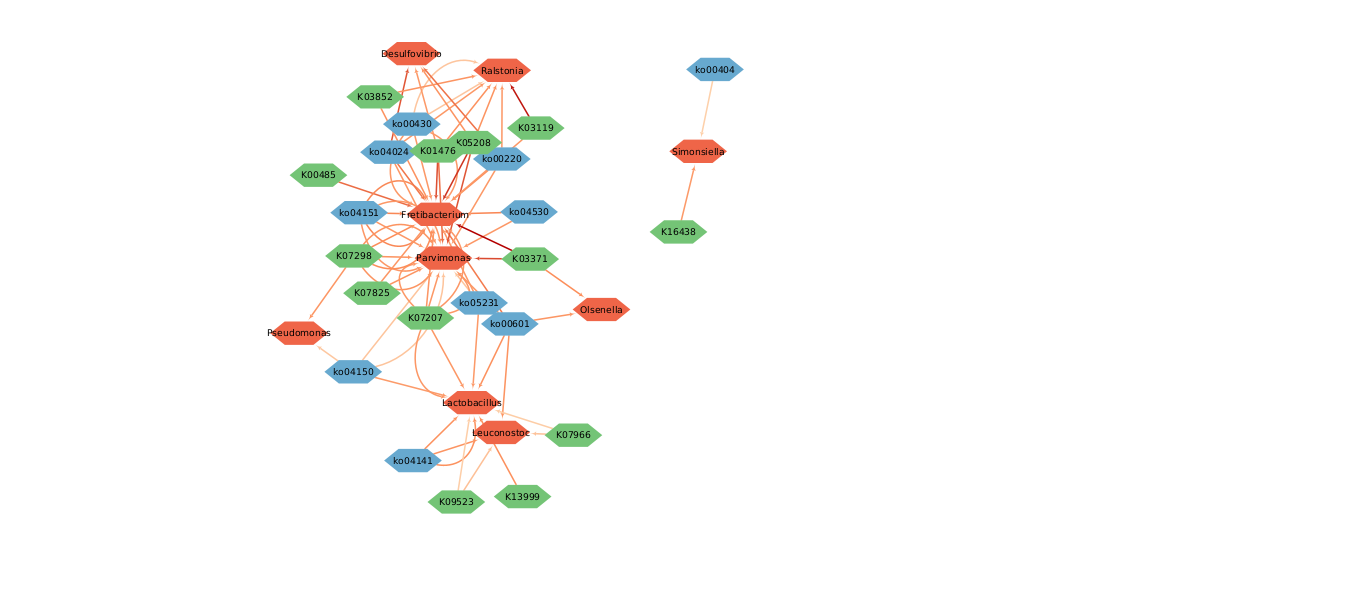 Desulfovibrio
Ralstonia
ko00404
K03852
ko00430
K03119
K05208
K01476
ko04024
ko00220
Simonsiella
K00485
ko04151
Fretibacterium
ko04530
K16438
K07298
Parvimonas
K03371
K07825
ko05231
Olsenella
K07207
ko00601
Pseudomonas
ko04150
Lactobacillus
Leuconostoc
K07966
ko04141
K09523
K13999